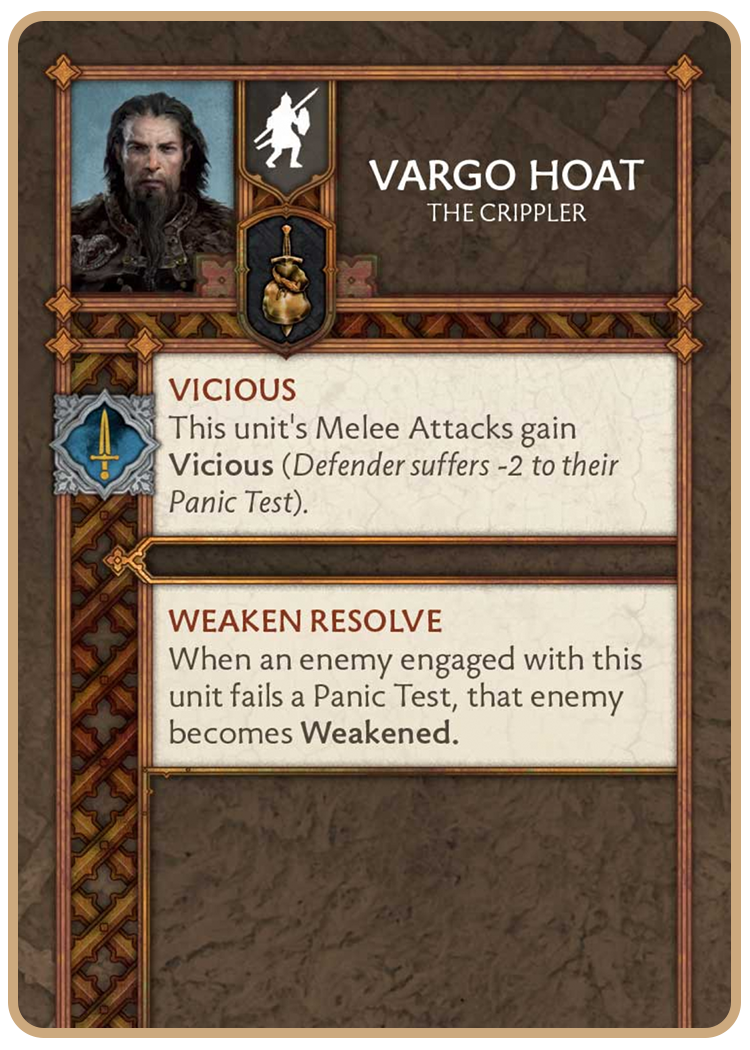 VARGO HOAT
THE CRIPPLER
VICIOUS
This unit's Melee Attacks gain
Vicious (Defender suffers -2 to their
Panic Test).
WEAKEN RESOLVE
When an enemy engaged with this
unit fails a Panic Test, that enemy
becomes Weakened.